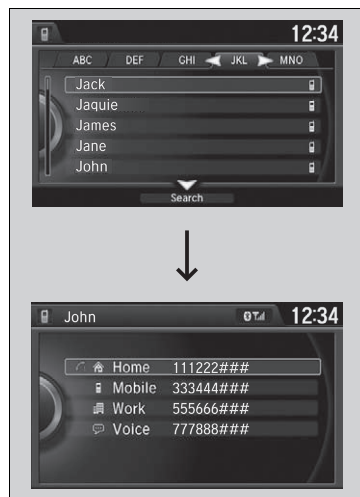 12:34
ABC DEF GHI JKL MNO
Jack
Jaquie
James
Jane
John
Search
John 12:34
Home 111222###
Mobile 333444###
Work 555666###
Voice 777888###